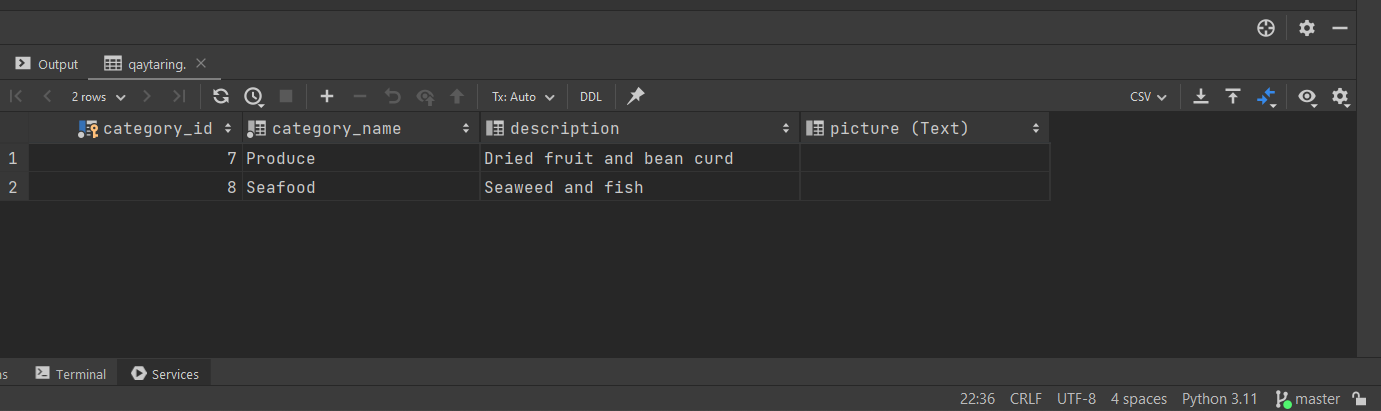 Output qaytaring.
2 rows Tx: Auto DDL CSV
category_id category_name description picture (Text)
1 7 Produce Dried fruit and bean curd
2 8 Seafood Seaweed and fish
ns Terminal Services
22:36 CRLF UTF-8 4 spaces Python 3.11 master